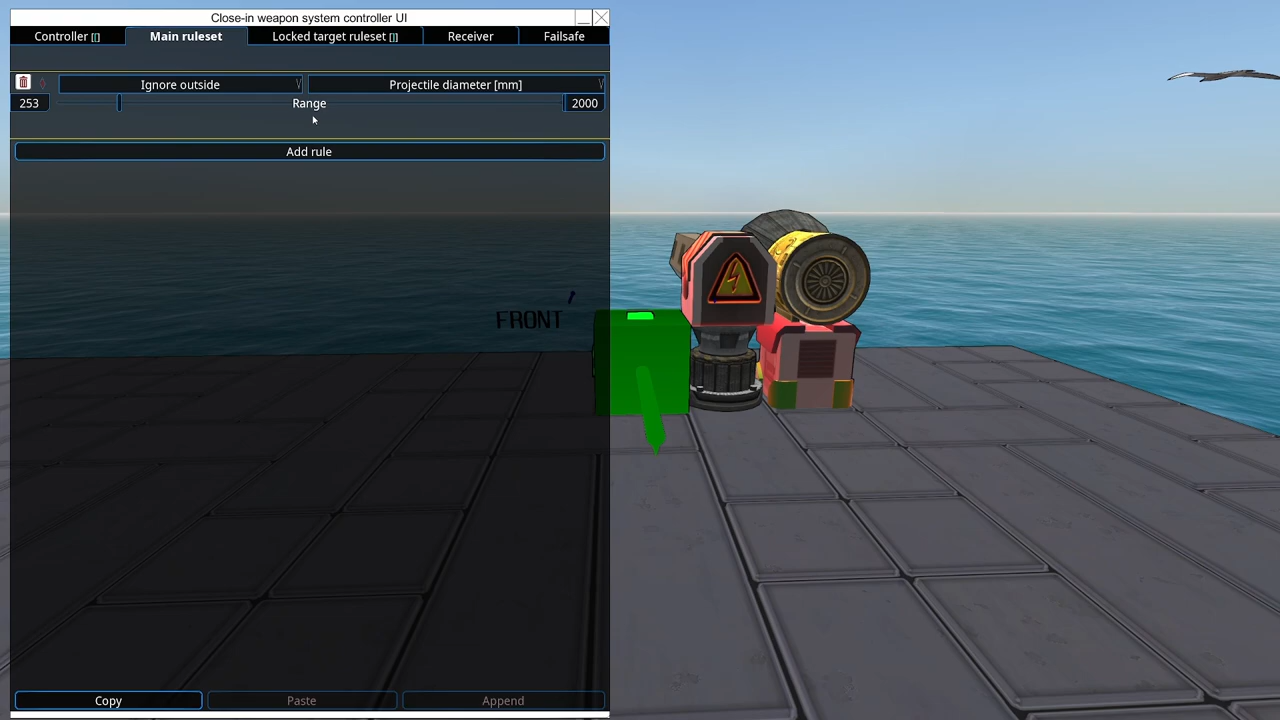 Close-in weapon system controller UI
Controller [[]
Main ruleset
Locked target ruleset []]
Receiver
Failsafe
Ignore outside
Projectile diameter [mm]
253
Range
2000
Add rule
FRONT
Copy
Paste
Append